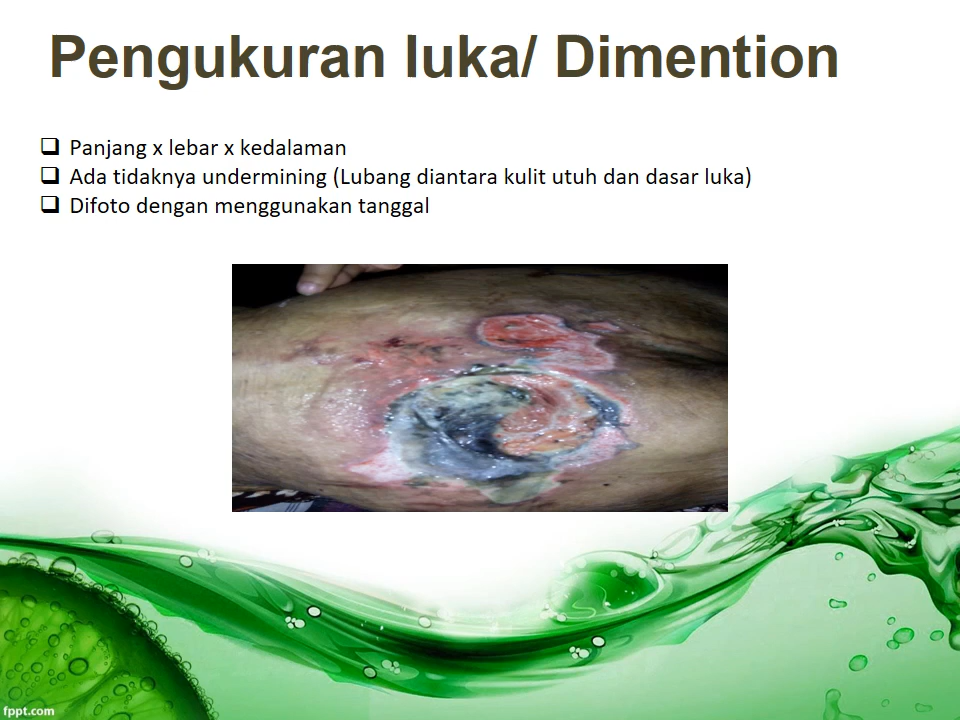 Pengukuran luka/ Dimention
Panjang x lebar x kedalaman
Ada tidaknya undermining (Lubang diantara kulit utuh dan dasar luka)
Difoto dengan menggunakan tanggal
fppt.com